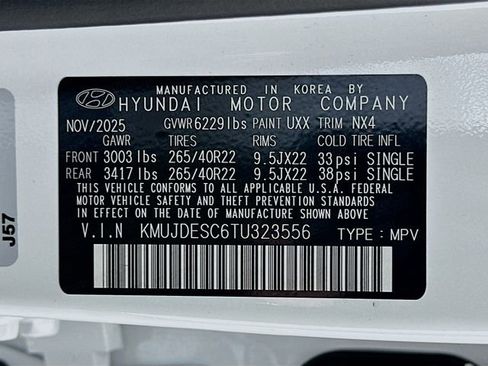 MANUFACTURED IN KOREA BY
HYUNDAI MOTOR COMPANY
NOV/2025 GVWR 6229 lbs PAINT UXX TRIM NX4
GAWR TIRES RIMS COLD TIRE INFL
FRONT 3003 lbs 265/40R22 9.5JX22 33psi SINGLE
REAR 3417 lbs 265/40R22 9.5JX22 38psi SINGLE
THIS VEHICLE CONFORMS TO ALL APPLICABLE U.S.A. FEDERAL
MOTOR VEHICLE SAFETY AND THEFT PREVENTION STANDARDS
IN EFFECT ON THE DATE OF MANUFACTURE SHOWN ABOVE.
V.I.N KMUJDESC6TU323556 TYPE : MPV
J57